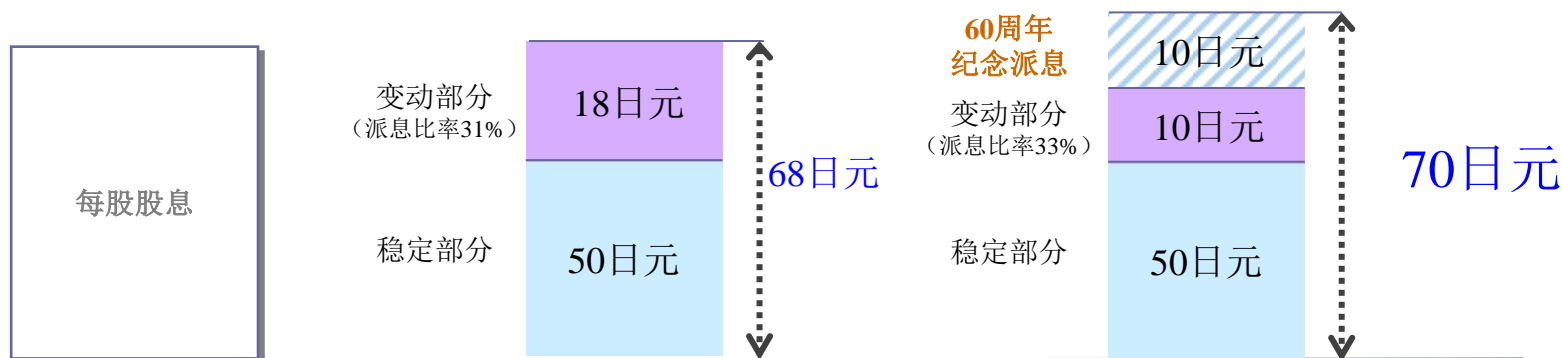 每股股息
变动部分
（派息比率31%）
18日元
稳定部分
50日元
68日元
60周年
纪念派息
10日元
变动部分
（派息比率33%）
10日元
稳定部分
50日元
70日元